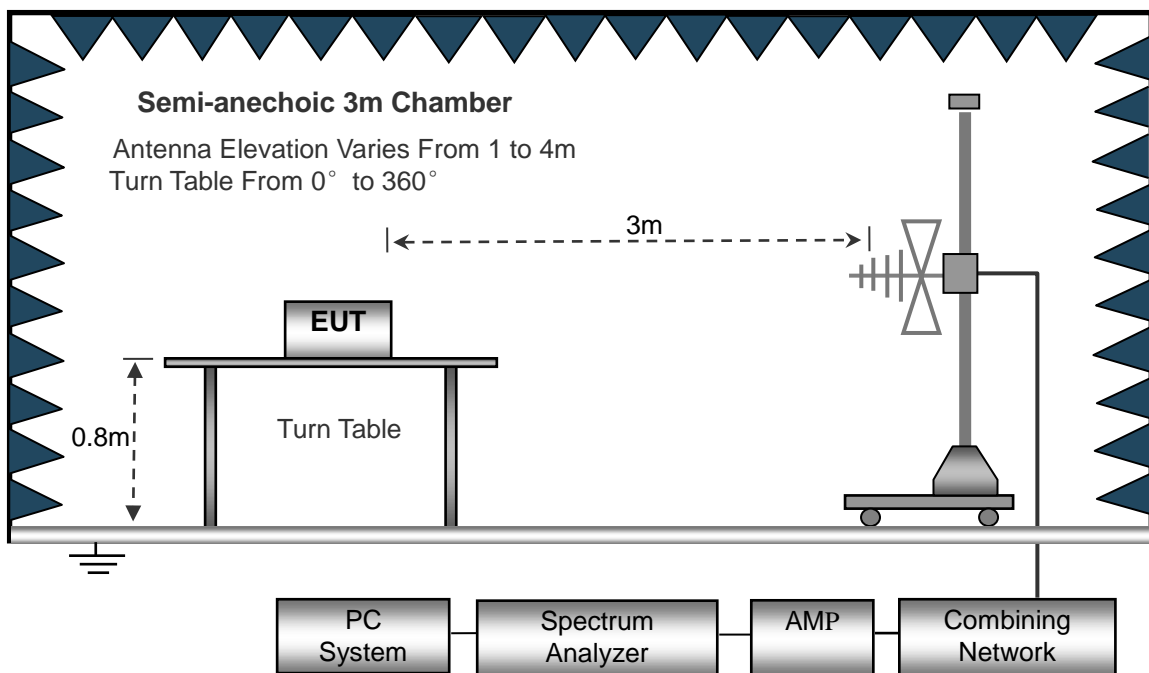 Semi-anechoic 3m Chamber
Antenna Elevation Varies From 1 to 4m
Turn Table From 0° to 360°
3m
EUT
0.8m
Turn Table
PC
System
Spectrum
Analyzer
AMP
Combining
Network